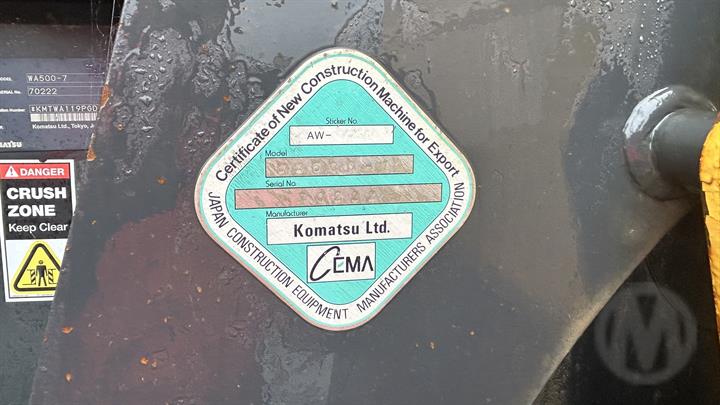 MODEL WA500-7
SERIAL No. 70222
*KMTWA119PGD
Komatsu Ltd., Tokyo, J
DANGER
CRUSH
ZONE
Keep Clear
Certificate of New Construction Machine for Export
Sticker No.
AW-
Model
Serial No.
Manufacturer
Komatsu Ltd.
CEMA
JAPAN CONSTRUCTION EQUIPMENT MANUFACTURERS ASSOCIATION
M